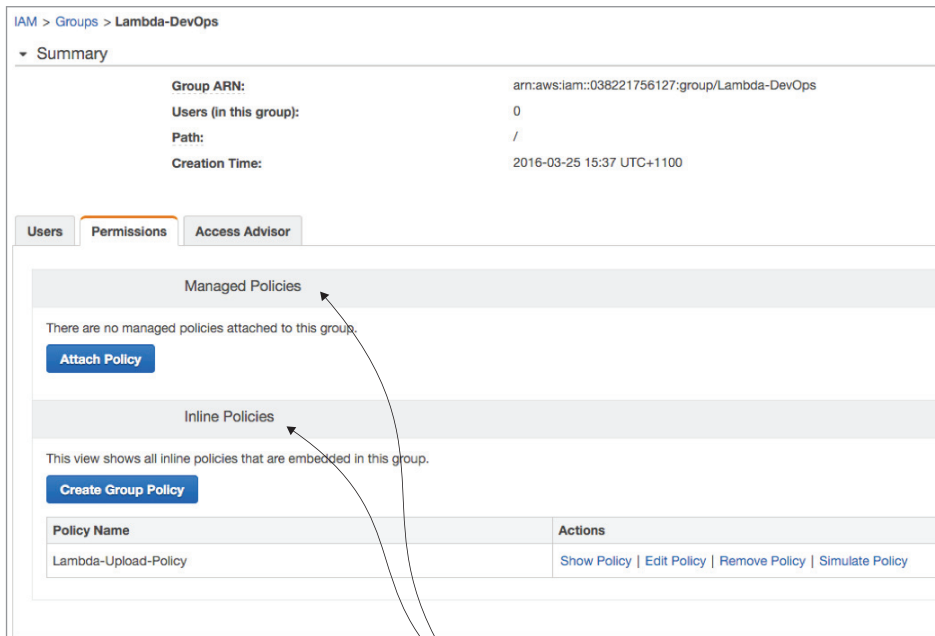 IAM > Groups > Lambda-DevOps
Summary
Group ARN: arn:aws:iam::038221756127:group/Lambda-DevOps
Users (in this group): 0
Path: /
Creation Time: 2016-03-25 15:37 UTC+1100
Users Permissions Access Advisor
Managed Policies
There are no managed policies attached to this group.
Attach Policy
Inline Policies
This view shows all inline policies that are embedded in this group.
Create Group Policy
Policy Name Actions
Lambda-Upload-Policy Show Policy | Edit Policy | Remove Policy | Simulate Policy